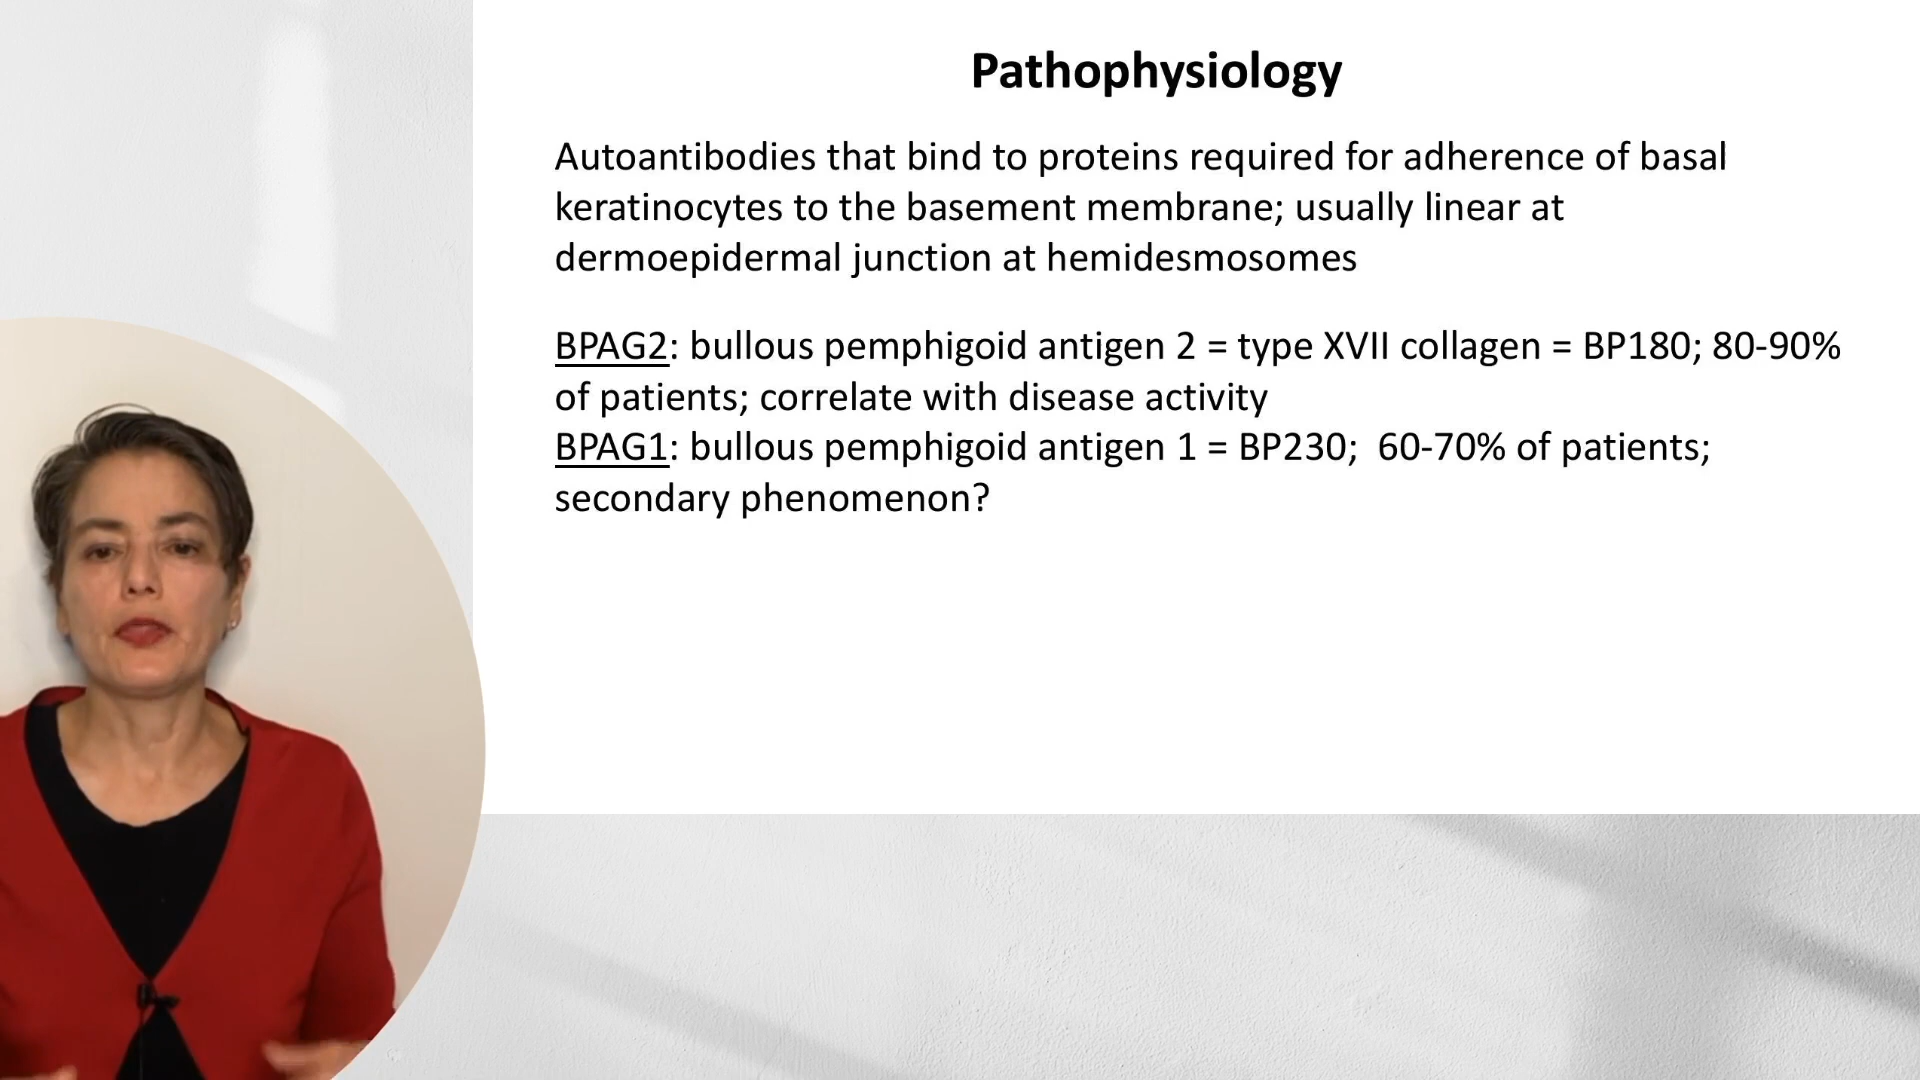 Pathophysiology
Autoantibodies that bind to proteins required for adherence of basal
keratinocytes to the basement membrane; usually linear at
dermoepidermal junction at hemidesmosomes
BPAG2: bullous pemphigoid antigen 2 = type XVII collagen = BP180; 80-90%
of patients; correlate with disease activity
BPAG1: bullous pemphigoid antigen 1 = BP230;  60-70% of patients;
secondary phenomenon?